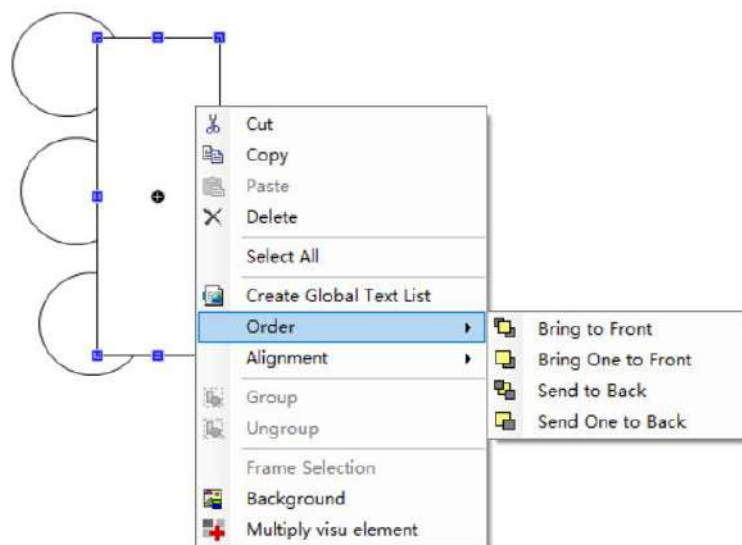 Cut
Copy
Paste
Delete
Select All
Create Global Text List
Order
Bring to Front
Bring One to Front
Send to Back
Send One to Back
Alignment
Group
Ungroup
Frame Selection
Background
Multiply visu element